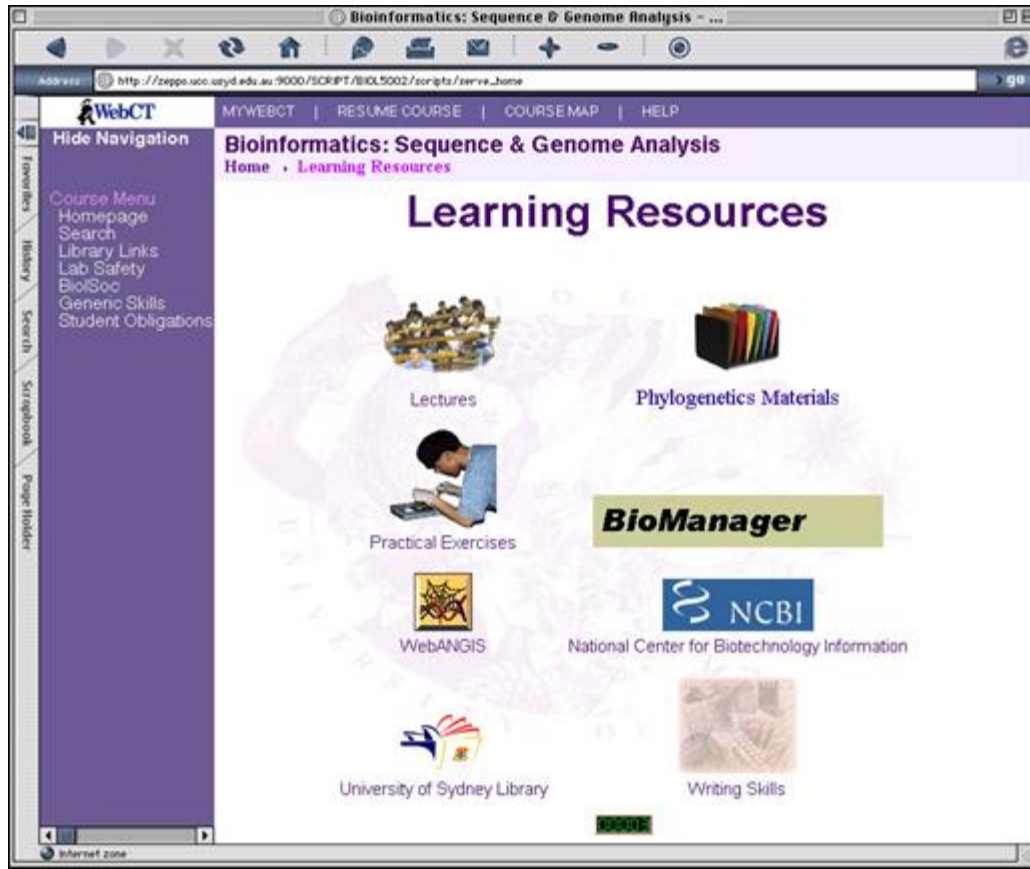 Bioinformatics: Sequence & Genome Analysis - ...
Address http://zeppo.ucc.usyd.edu.au:9000/SCRIPT/BIOL5002/scripts/serve_home go
WebCT
MYWEBCT | RESUME COURSE | COURSE MAP | HELP
Hide Navigation
Bioinformatics: Sequence & Genome Analysis
Home › Learning Resources
Favorites
History
Search
Scrapbook
Page Holder
Course Menu
Homepage
Search
Library Links
Lab Safety
BiolSoc
Generic Skills
Student Obligations
Learning Resources
Lectures
Phylogenetics Materials
Practical Exercises
BioManager
WebANGIS
NCBI
National Center for Biotechnology Information
University of Sydney Library
Writing Skills
Internet zone